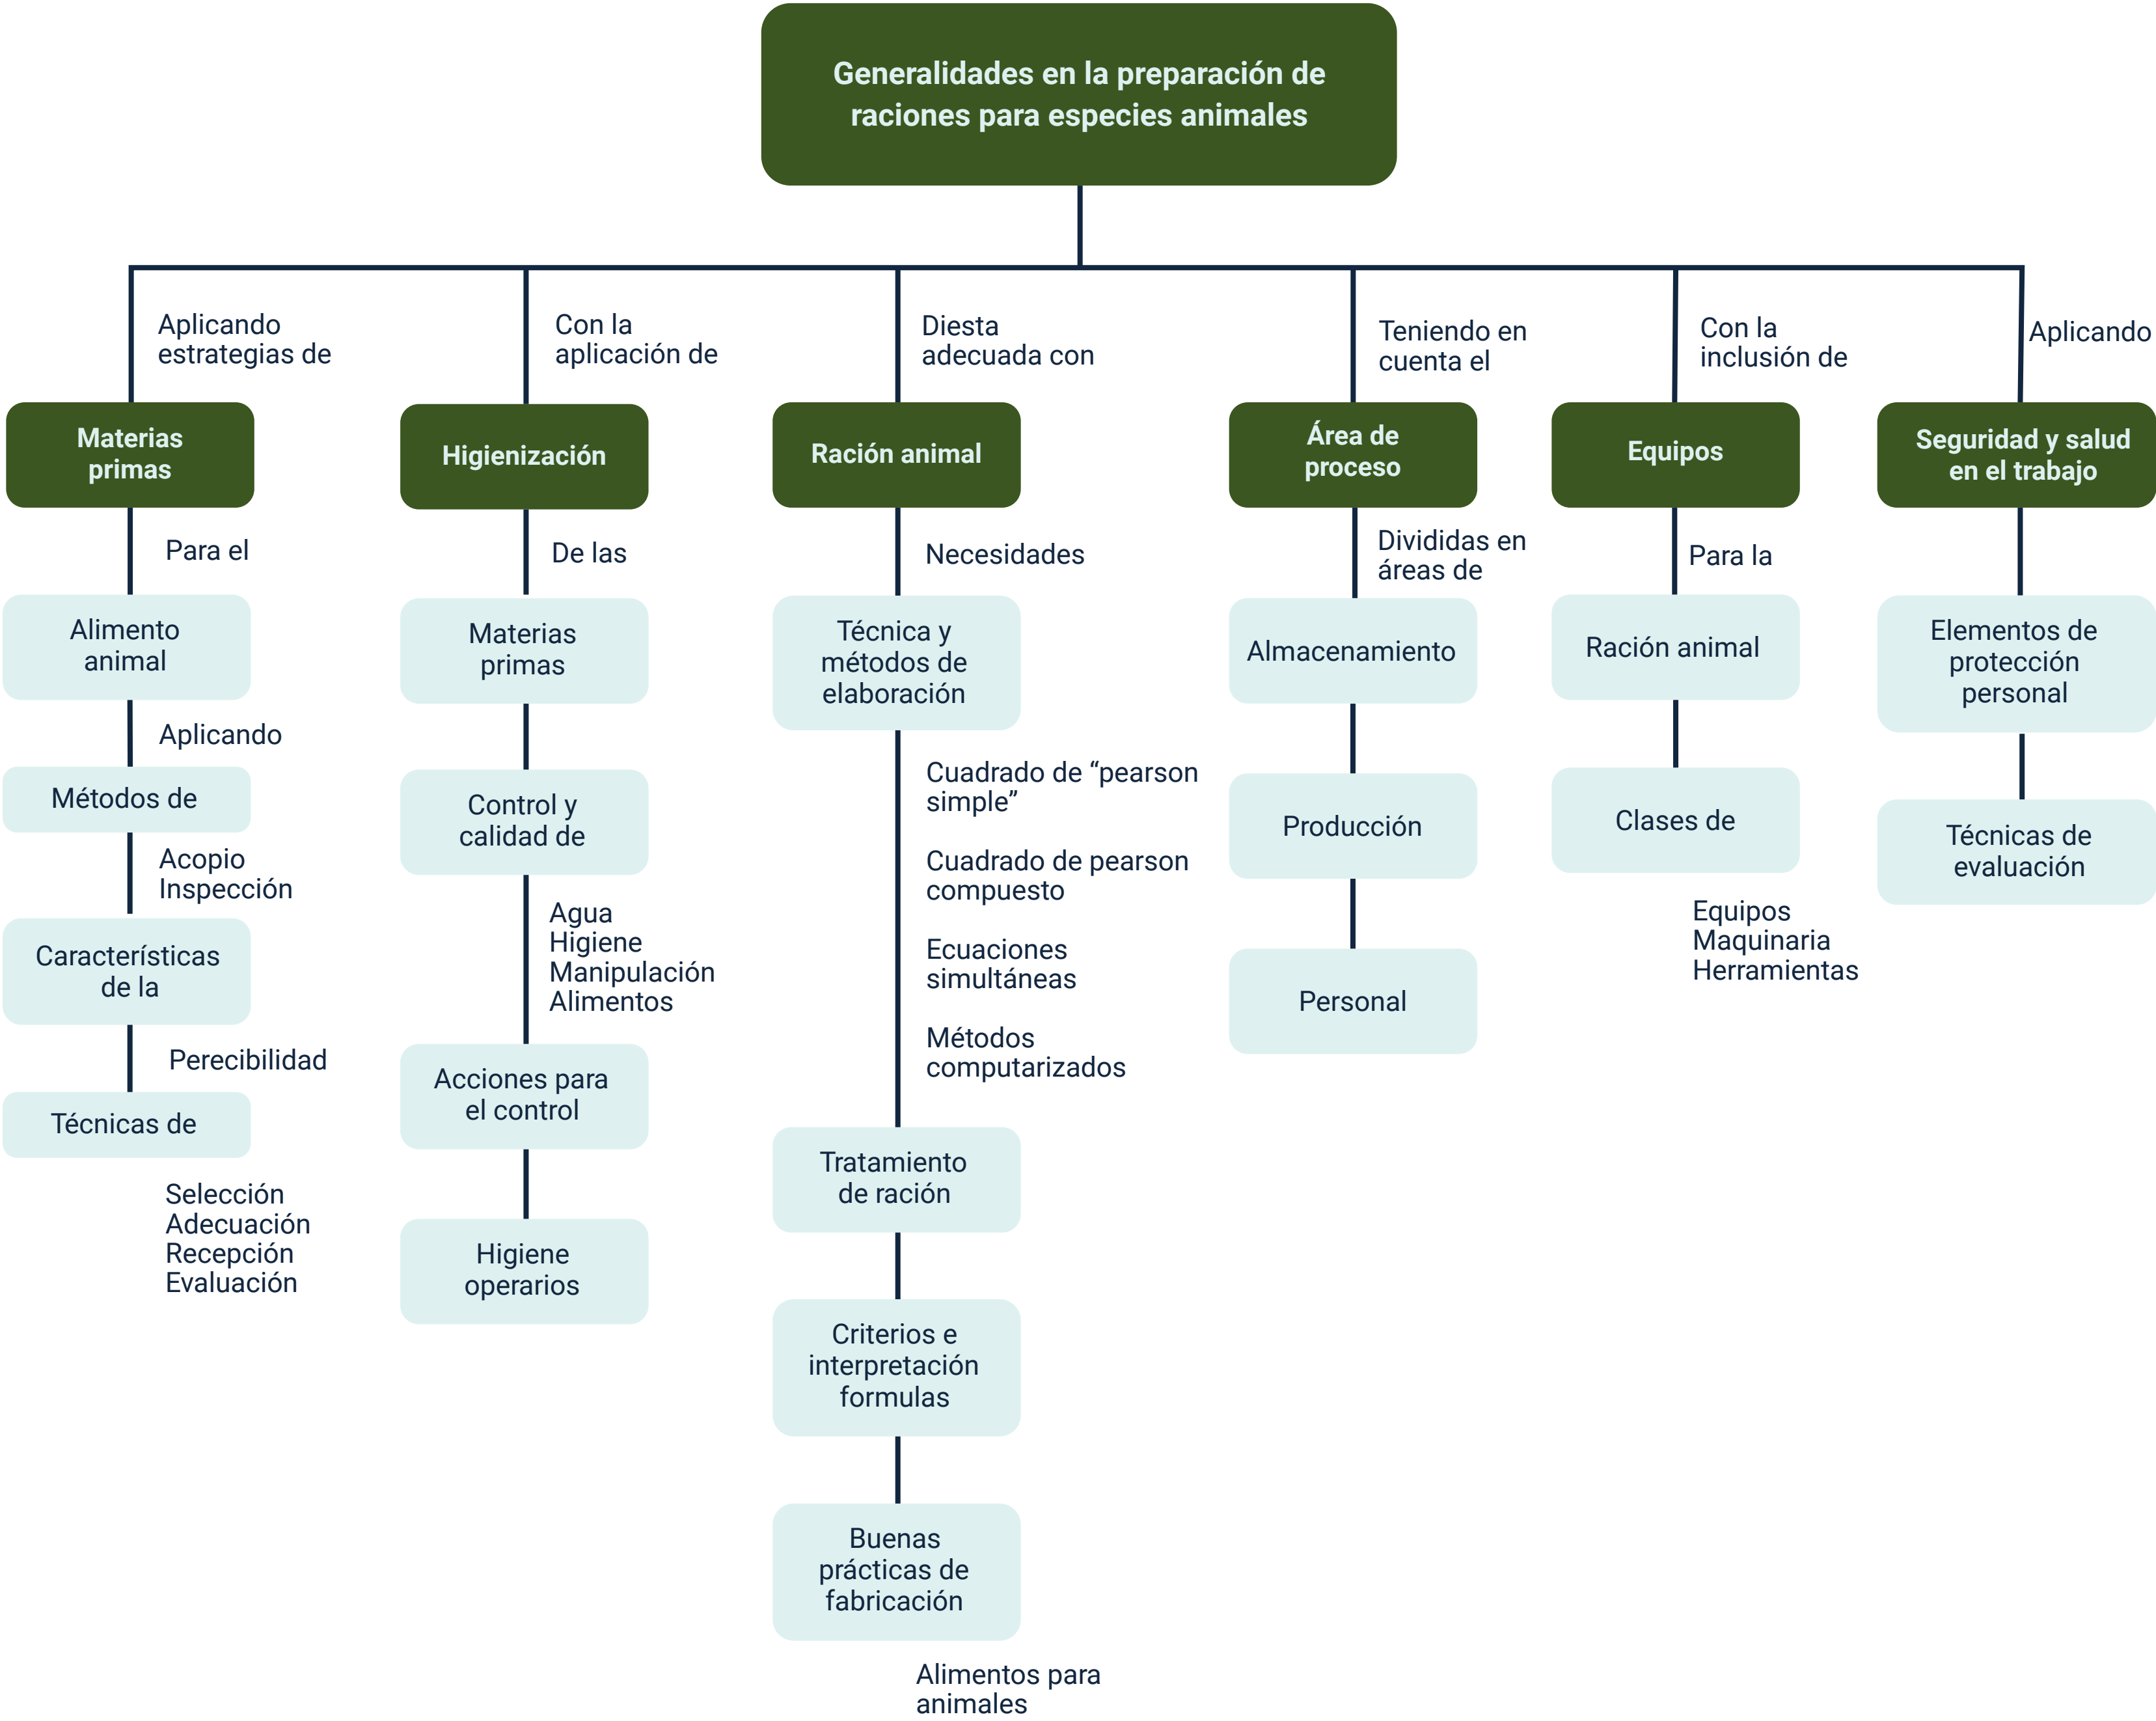 Generalidades en la preparación de
raciones para especies animales
Aplicando
estrategias de
Materias
primas
Para el
Alimento
animal
Aplicando
Métodos de
Acopio
Inspección
Características
de la
Perecibilidad
Técnicas de
Selección
Adecuación
Recepción
Evaluación
Con la
aplicación de
Higienización
De las
Materias
primas
Control y
calidad de
Agua
Higiene
Manipulación
Alimentos
Acciones para
el control
Higiene
operarios
Diesta
adecuada con
Ración animal
Necesidades
Técnica y
métodos de
elaboración
Cuadrado de “pearson
simple”
Cuadrado de pearson
compuesto
Ecuaciones
simultáneas
Métodos
computarizados
Tratamiento
de ración
Criterios e
interpretación
formulas
Buenas
prácticas de
fabricación
Alimentos para
animales
Teniendo en
cuenta el
Área de
proceso
Divididas en
áreas de
Almacenamiento
Producción
Personal
Con la
inclusión de
Equipos
Para la
Ración animal
Clases de
Equipos
Maquinaria
Herramientas
Aplicando
Seguridad y salud
en el trabajo
Elementos de
protección
personal
Técnicas de
evaluación